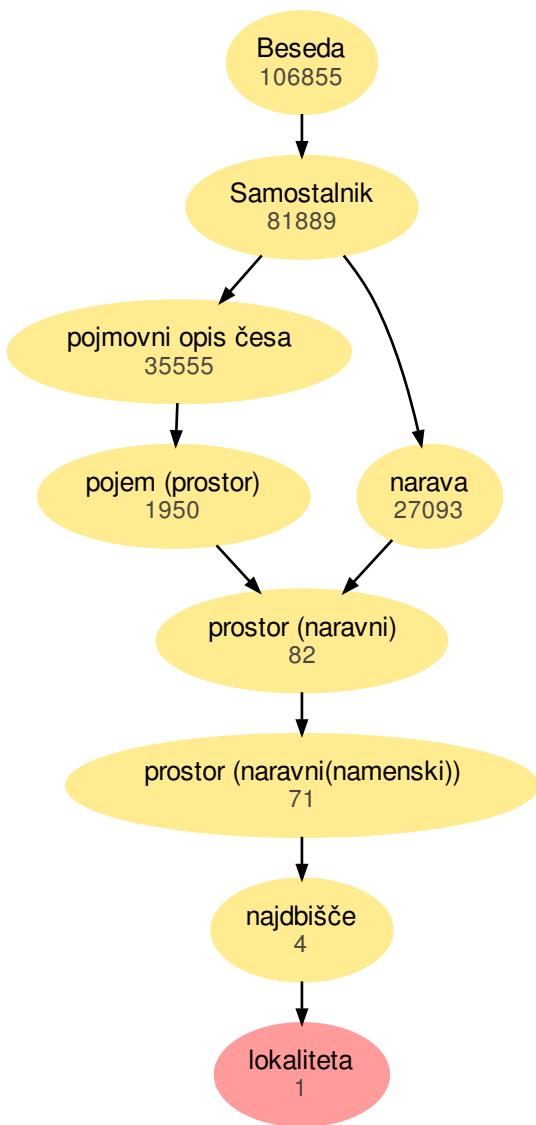 Beseda
106855
Samostalnik
81889
pojmovni opis česa
35555
pojem (prostor)
1950
narava
27093
prostor (naravni)
82
prostor (naravni(namenski))
71
najdbišče
4
lokaliteta
1